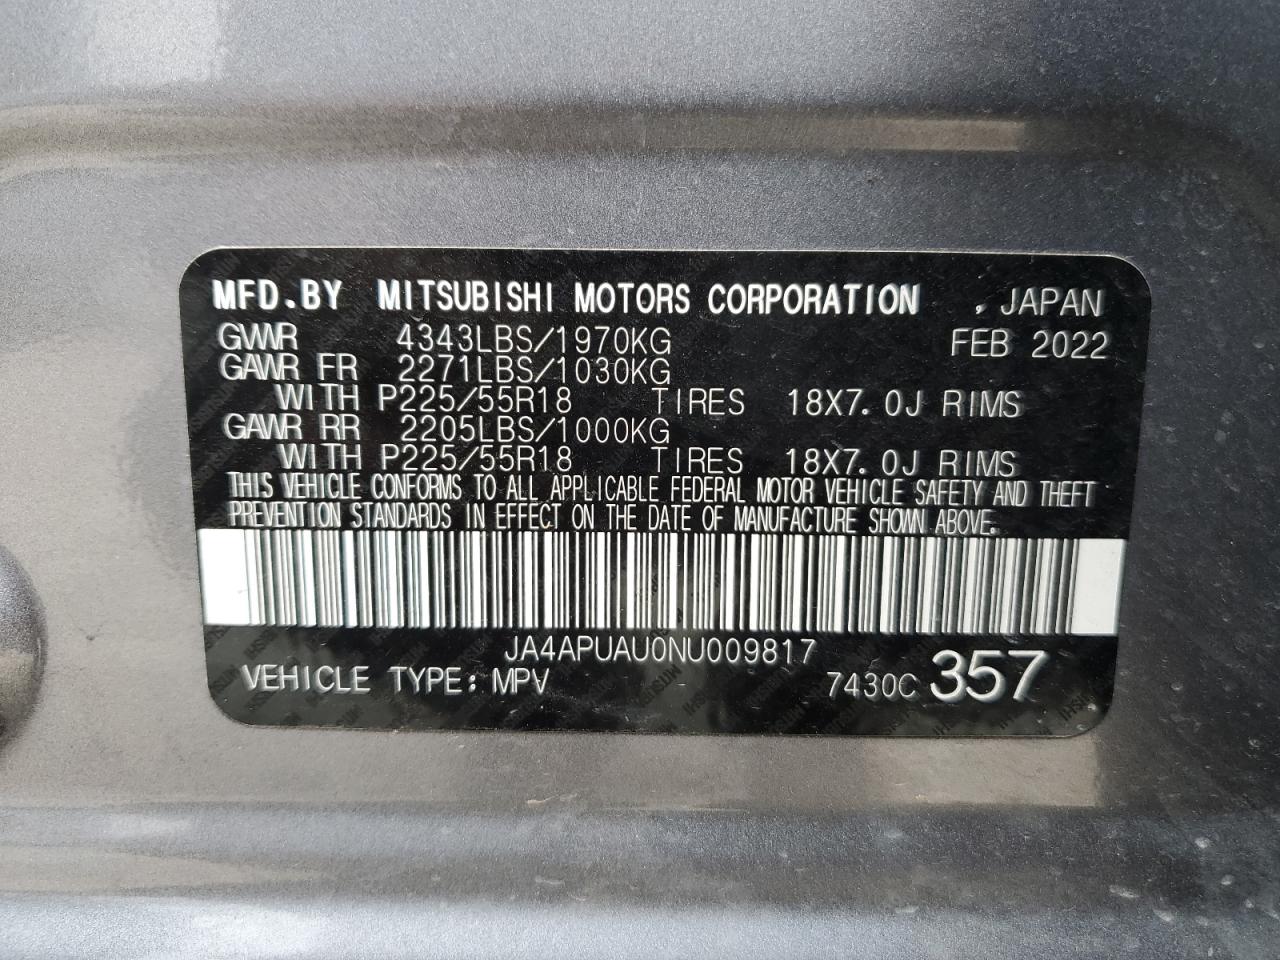 MFD.BY MITSUBISHI MOTORS CORPORATION , JAPAN
GVWR 4343LBS/1970KG FEB 2022
GAWR FR 2271LBS/1030KG
WITH P225/55R18 TIRES 18X7.0J RIMS
GAWR RR 2205LBS/1000KG
WITH P225/55R18 TIRES 18X7.0J RIMS
THIS VEHICLE CONFORMS TO ALL APPLICABLE FEDERAL MOTOR VEHICLE SAFETY AND THEFT
PREVENTION STANDARDS IN EFFECT ON THE DATE OF MANUFACTURE SHOWN ABOVE.
JA4APUAU0NU009817
VEHICLE TYPE: MPV 7430C 357